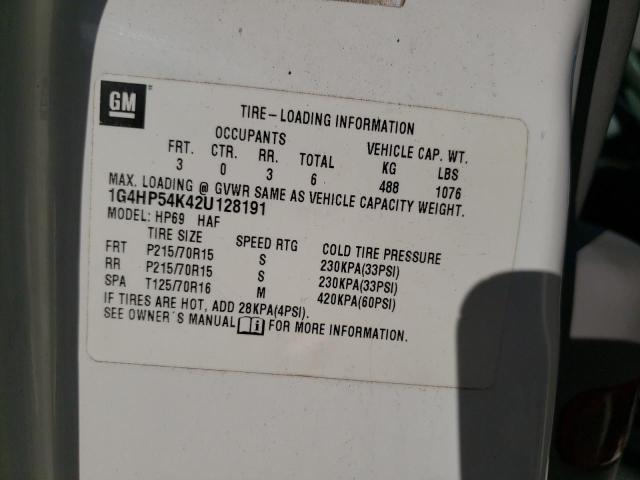 GM
TIRE-LOADING INFORMATION
OCCUPANTS VEHICLE CAP. WT.
FRT. CTR. RR. TOTAL KG LBS
3 0 3 6 488 1076
MAX. LOADING @ GVWR SAME AS VEHICLE CAPACITY WEIGHT.
1G4HP54K42U128191
MODEL: HP69 HAF
TIRE SIZE SPEED RTG COLD TIRE PRESSURE
FRT P215/70R15 S 230KPA(33PSI)
RR P215/70R15 S 230KPA(33PSI)
SPA T125/70R16 M 420KPA(60PSI)
IF TIRES ARE HOT, ADD 28KPA(4PSI).
SEE OWNER'S MANUAL FOR MORE INFORMATION.